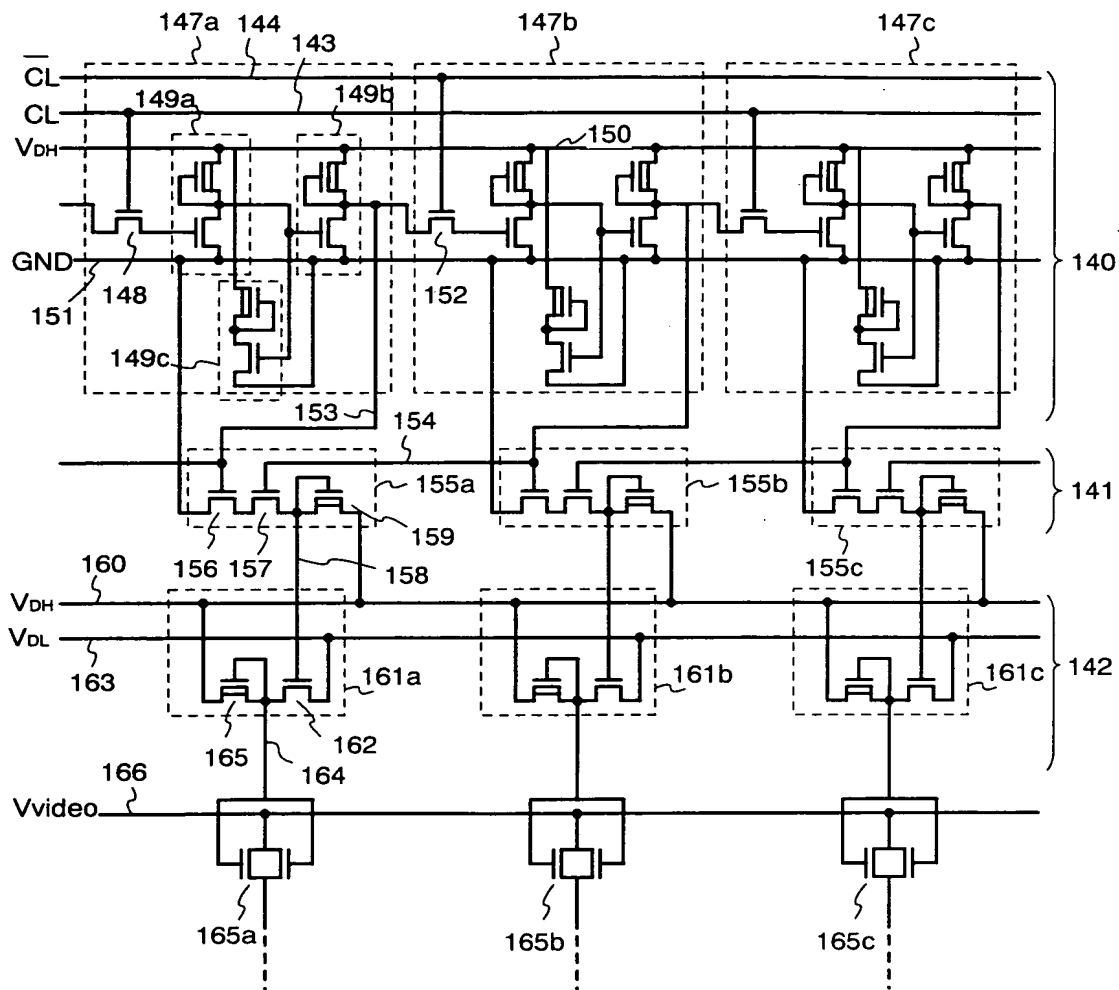 147a
147b
147c
144
143
CL
CL
149a
149b
VDH
150
GND
148
152
140
151
149c
153
154
155a
155b
141
159
156
157
158
155c
160
VDH
VDL
163
161a
161b
161c
142
165
162
164
166
Vvideo
165a
165b
165c